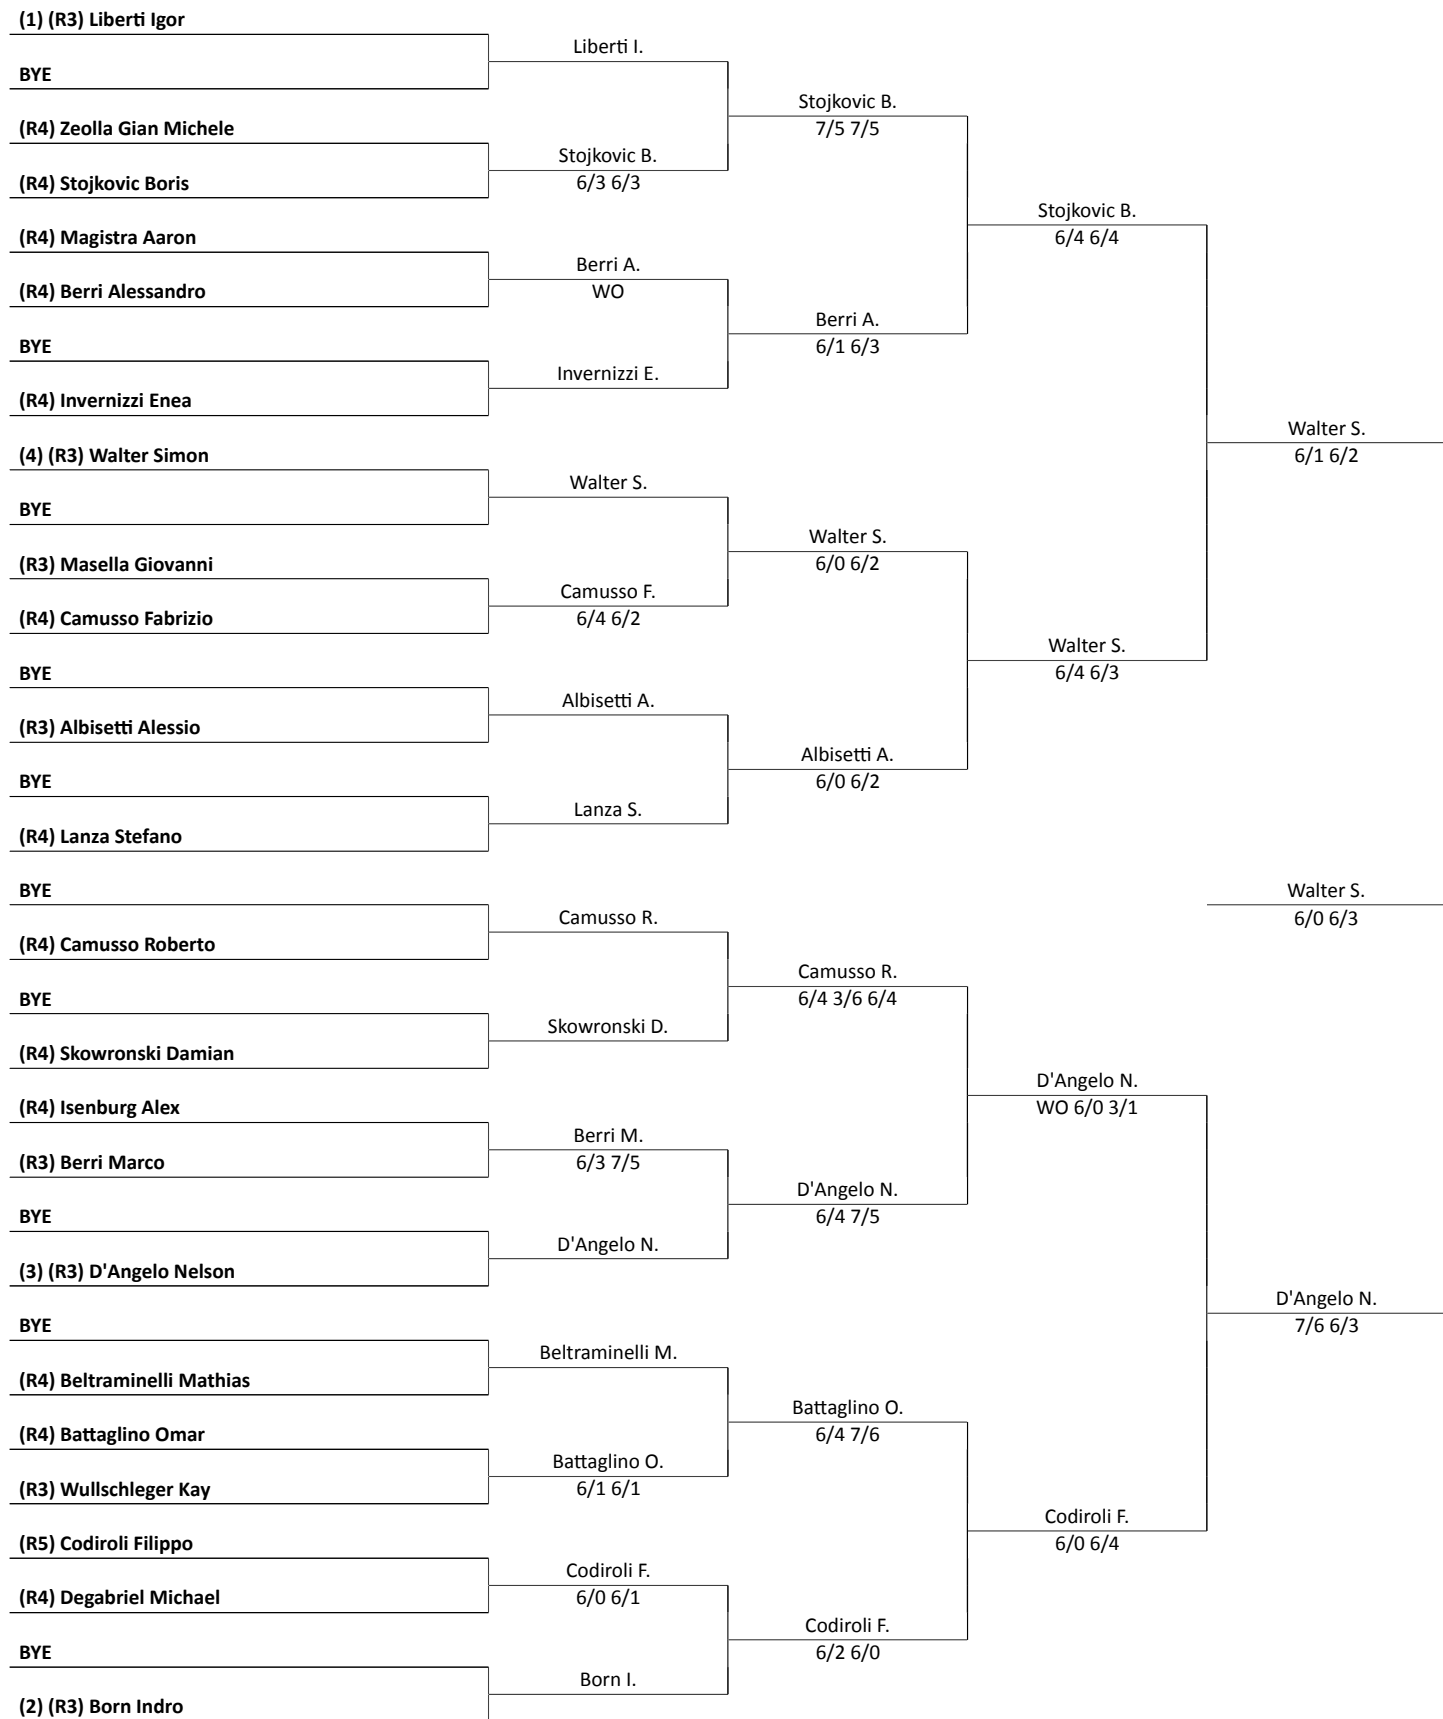 (1) (R3) Liberti Igor
Liberti I.
BYE
Stojkovic B.
7/5 7/5
(R4) Zeolla Gian Michele
Stojkovic B.
6/3 6/3
(R4) Stojkovic Boris
Stojkovic B.
6/4 6/4
(R4) Magistra Aaron
Berri A.
WO
(R4) Berri Alessandro
Berri A.
6/1 6/3
BYE
Invernizzi E.
(R4) Invernizzi Enea
Walter S.
6/1 6/2
(4) (R3) Walter Simon
Walter S.
BYE
Walter S.
6/0 6/2
(R3) Masella Giovanni
Camusso F.
6/4 6/2
(R4) Camusso Fabrizio
Walter S.
6/4 6/3
BYE
Albisetti A.
(R3) Albisetti Alessio
Albisetti A.
6/0 6/2
BYE
Lanza S.
(R4) Lanza Stefano
BYE
Walter S.
6/0 6/3
Camusso R.
(R4) Camusso Roberto
Camusso R.
6/4 3/6 6/4
BYE
Skowronski D.
(R4) Skowronski Damian
D'Angelo N.
WO 6/0 3/1
(R4) Isenburg Alex
Berri M.
6/3 7/5
(R3) Berri Marco
D'Angelo N.
6/4 7/5
BYE
D'Angelo N.
(3) (R3) D'Angelo Nelson
D'Angelo N.
7/6 6/3
BYE
Beltraminelli M.
(R4) Beltraminelli Mathias
Battaglino O.
6/4 7/6
(R4) Battaglino Omar
Battaglino O.
6/1 6/1
(R3) Wullschleger Kay
Codiroli F.
6/0 6/4
(R5) Codiroli Filippo
Codiroli F.
6/0 6/1
(R4) Degabriel Michael
Codiroli F.
6/2 6/0
BYE
Born I.
(2) (R3) Born Indro